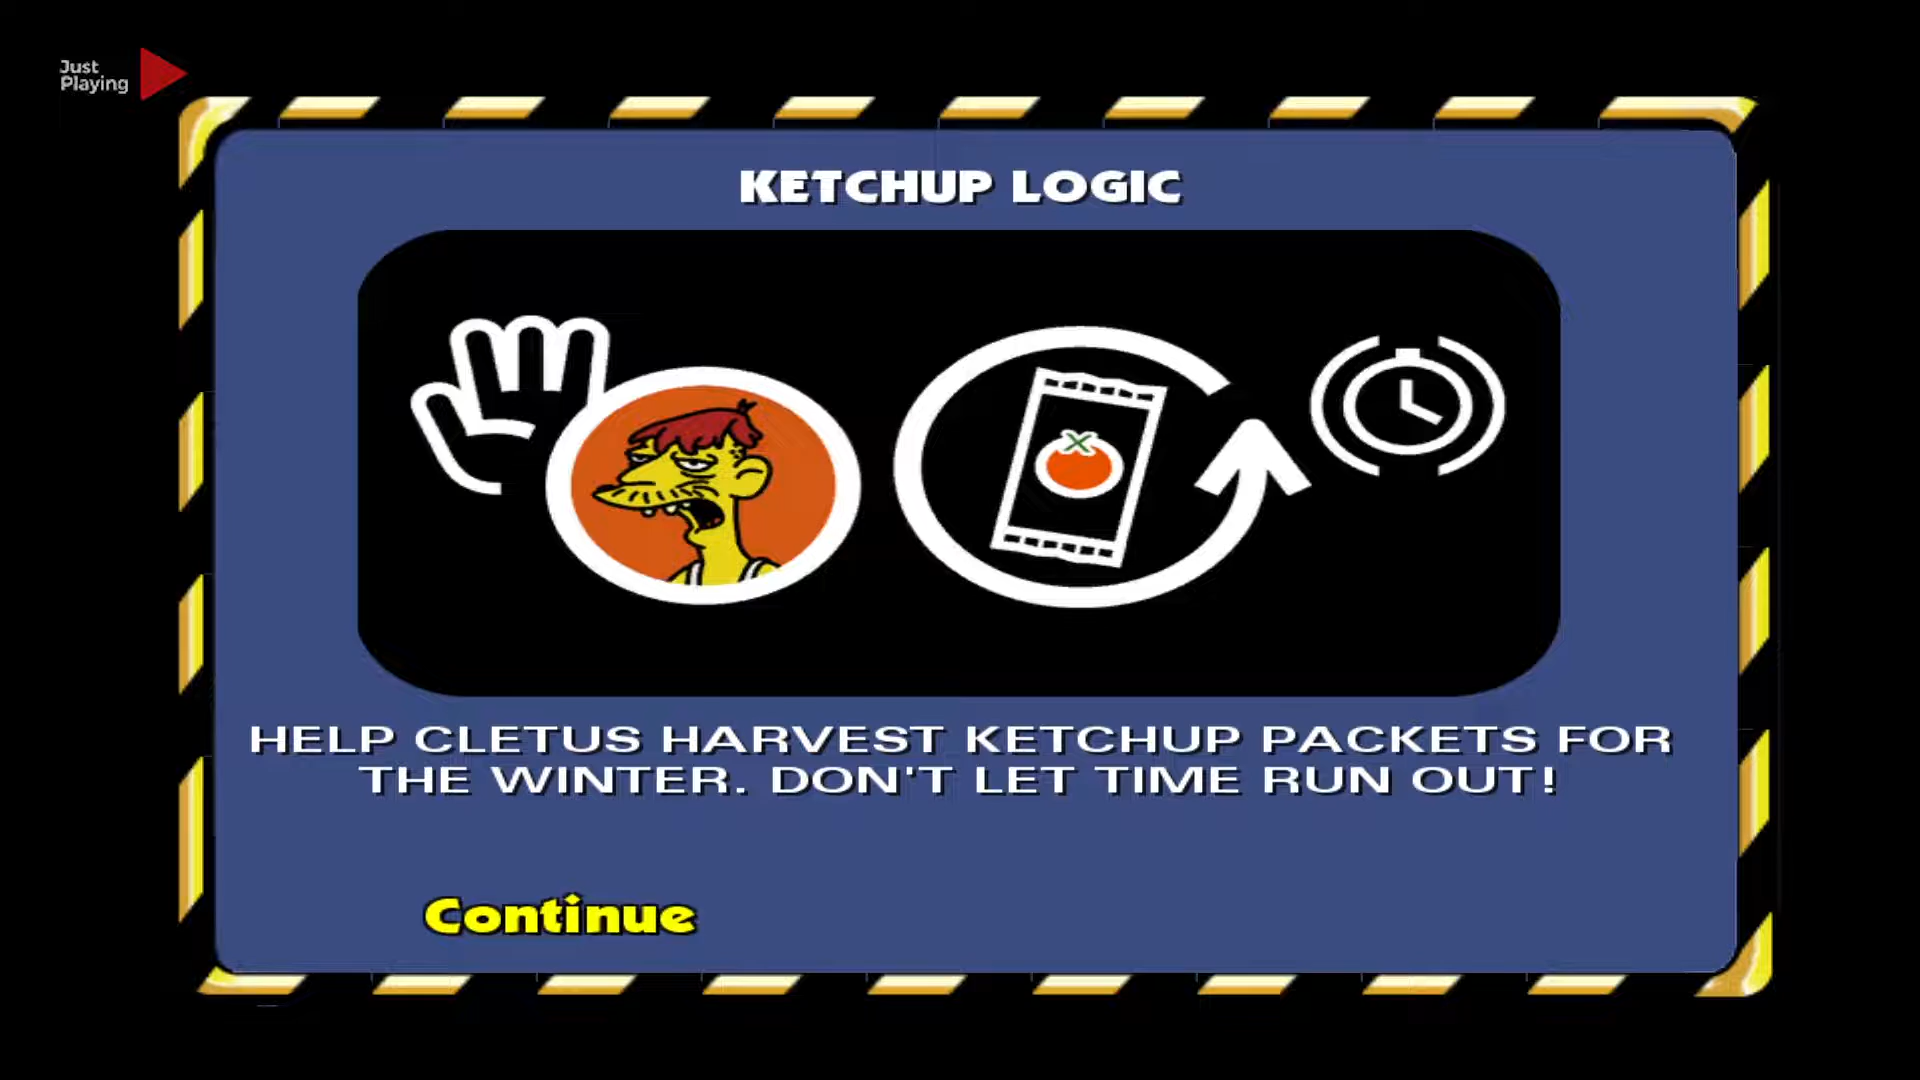 Just
Playing
KETCHUP LOGIC
HELP CLETUS HARVEST KETCHUP PACKETS FOR
THE WINTER. DON'T LET TIME RUN OUT!
Continue